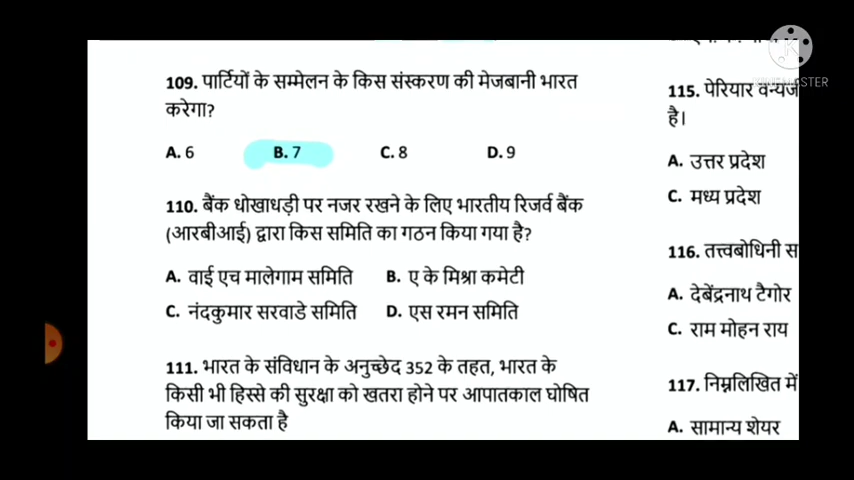 109. पार्टियों के सम्मेलन के किस संस्करण की मेजबानी भारत
करेगा?
A. 6 B. 7 C. 8 D. 9
110. बैंक धोखाधड़ी पर नजर रखने के लिए भारतीय रिजर्व बैंक
(आरबीआई) द्वारा किस समिति का गठन किया गया है?
A. वाई एच मालेगाम समिति B. ए के मिश्रा कमेटी
C. नंदकुमार सरवाडे समिति D. एस रमन समिति
111. भारत के संविधान के अनुच्छेद 352 के तहत, भारत के
किसी भी हिस्से की सुरक्षा को खतरा होने पर आपातकाल घोषित
किया जा सकता है
115. पेरियार वन्यज
है।
A. उत्तर प्रदेश
C. मध्य प्रदेश
116. तत्त्वबोधिनी स
A. देबेंद्रनाथ टैगोर
C. राम मोहन राय
117. निम्नलिखित में
A. सामान्य शेयर
K
KINEMASTER